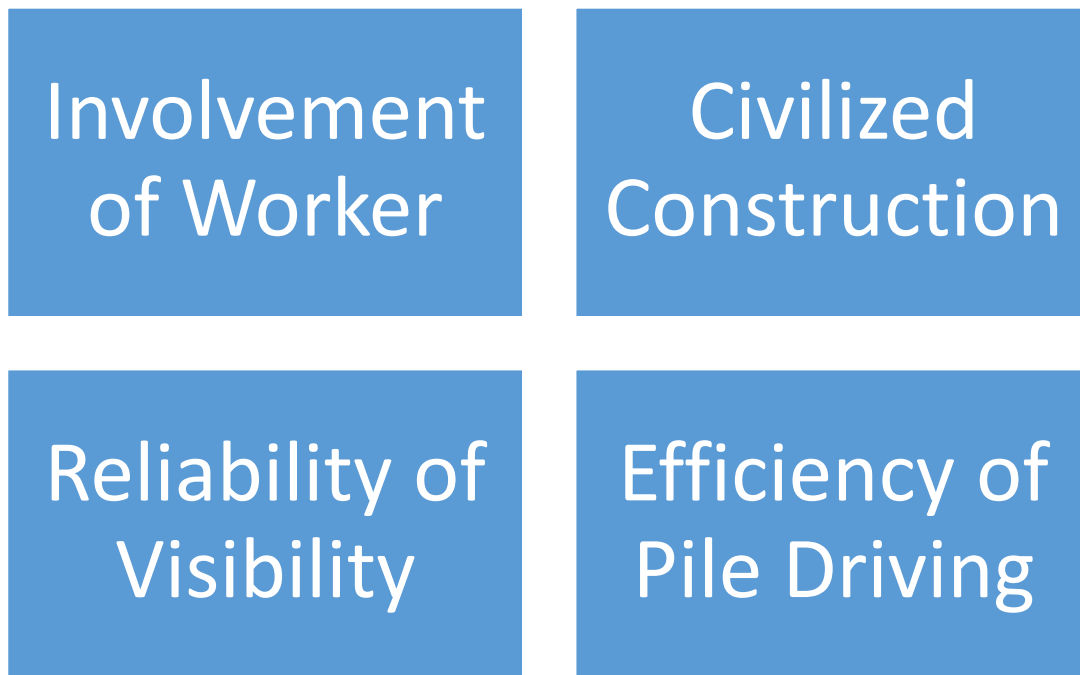 Involvement
of Worker
Civilized
Construction
Reliability of
Visibility
Efficiency of
Pile Driving